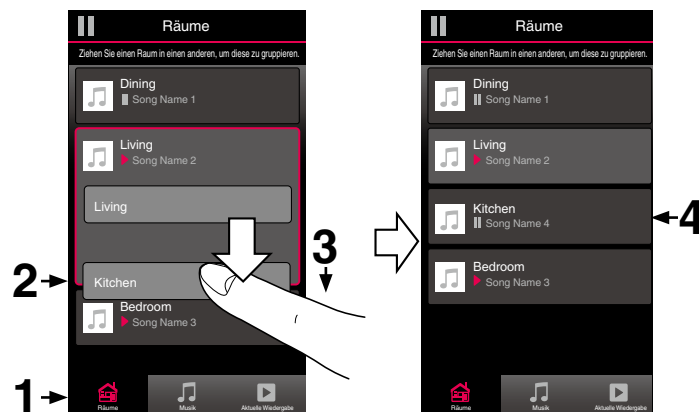 Räume
Ziehen Sie einen Raum in einen anderen, um diese zu gruppieren.
Dining
Song Name 1
Living
Song Name 2
Living
Kitchen
Bedroom
Song Name 3
Räume
Musik
Aktuelle Wiedergabe
1
2
3
Räume
Ziehen Sie einen Raum in einen anderen, um diese zu gruppieren.
Dining
Song Name 1
Living
Song Name 2
Kitchen
Song Name 4
Bedroom
Song Name 3
Räume
Musik
Aktuelle Wiedergabe
4